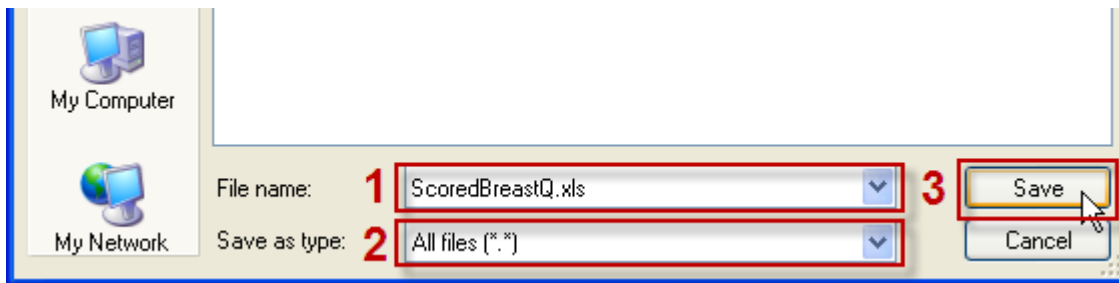 My Computer
File name: 1 ScoredBreastQ.xls 3 Save
My Network Save as type: 2 All files (*.*) Cancel